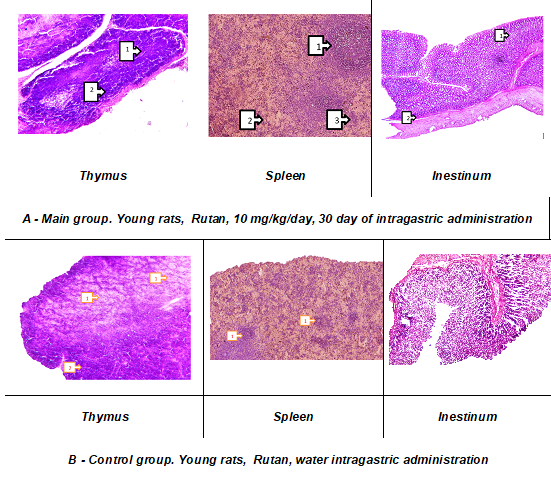 1
2
1
2
3
1
2
Thymus
Spleen
Inestinum
A - Main group. Young rats, Rutan, 10 mg/kg/day, 30 day of intragastric administration
1
1
1
1
Thymus
Spleen
Inestinum
B - Control group. Young rats, Rutan, water intragastric administration